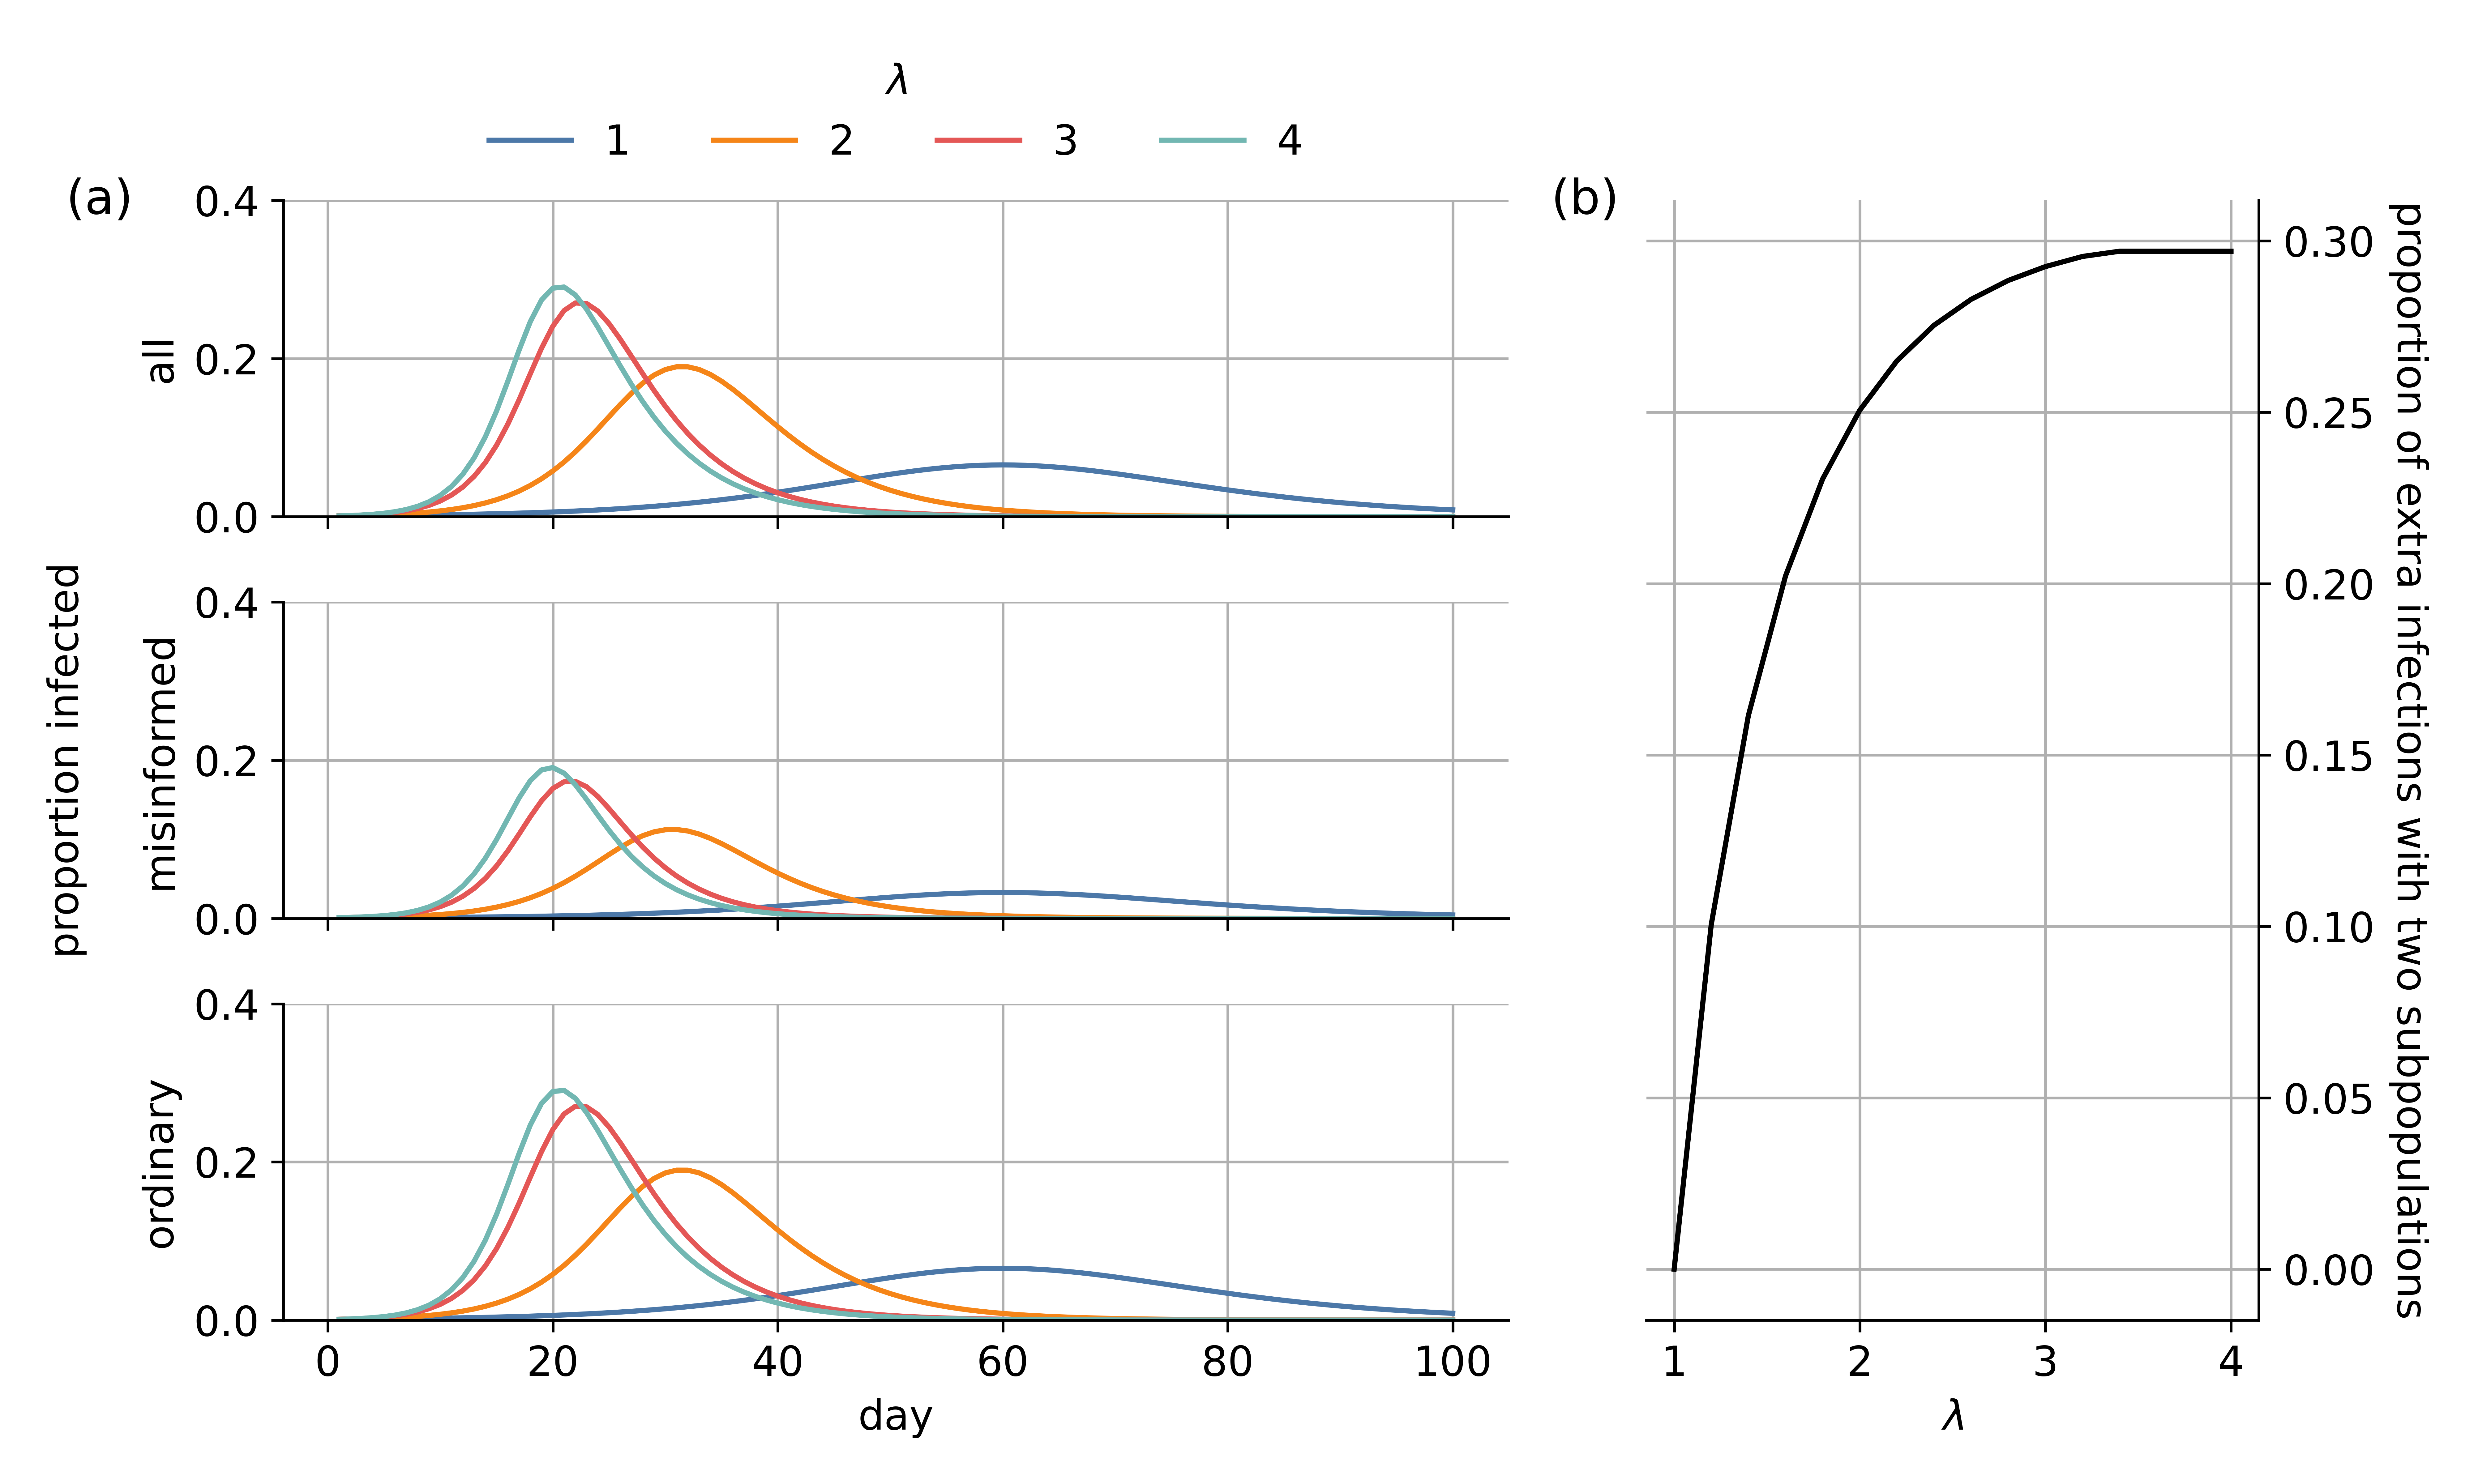 λ
1 2 3 4
(a)
proportion infected
all
0.4
0.2
0.0
misinformed
0.4
0.2
0.0
ordinary
0.4
0.2
0.0
0 20 40 60 80 100
day
(b)
0.30
0.25
0.20
0.15
0.10
0.05
0.00
proportion of extra infections with two subpopulations
1 2 3 4
λ